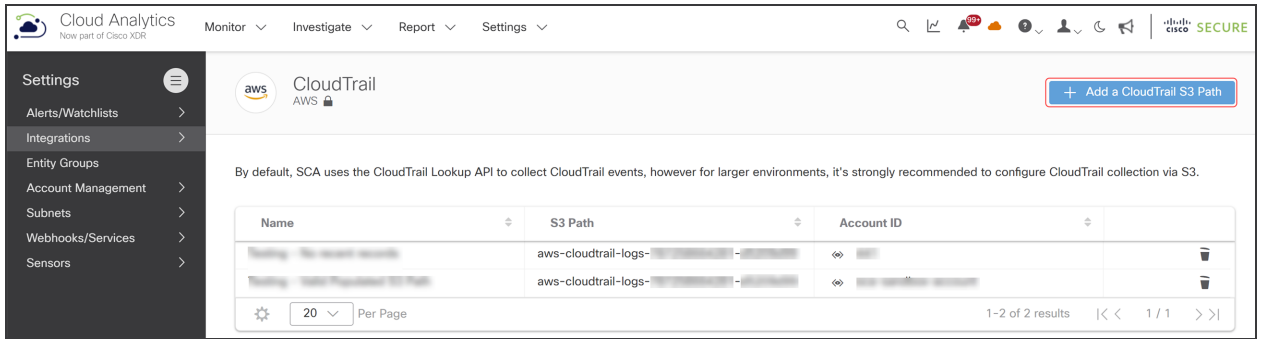 Cloud Analytics
Now part of Cisco XDR
Monitor Investigate Report Settings
99+
cisco SECURE
Settings
Alerts/Watchlists
Integrations
Entity Groups
Account Management
Subnets
Webhooks/Services
Sensors
aws
CloudTrail
AWS
+ Add a CloudTrail S3 Path
By default, SCA uses the CloudTrail Lookup API to collect CloudTrail events, however for larger environments, it's strongly recommended to configure CloudTrail collection via S3.
Name S3 Path Account ID
aws-cloudtrail-logs- -
aws-cloudtrail-logs- -
20 Per Page 1-2 of 2 results |< < 1 / 1 > >|